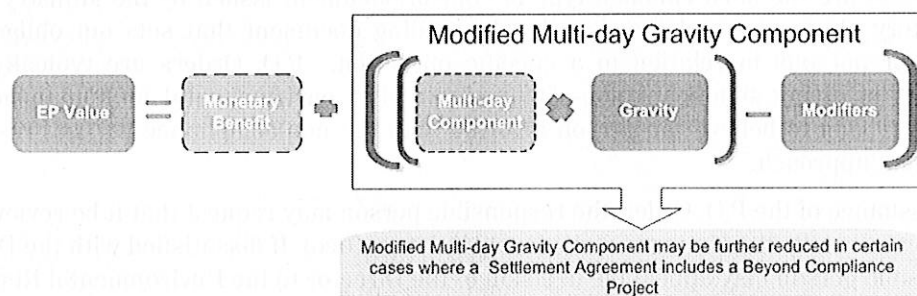 Modified Multi-day Gravity Component
EP Value = Monetary Benefit + ((Multi-day Component × Gravity) − Modifiers)
Modified Multi-day Gravity Component may be further reduced in certain
cases where a Settlement Agreement includes a Beyond Compliance
Project